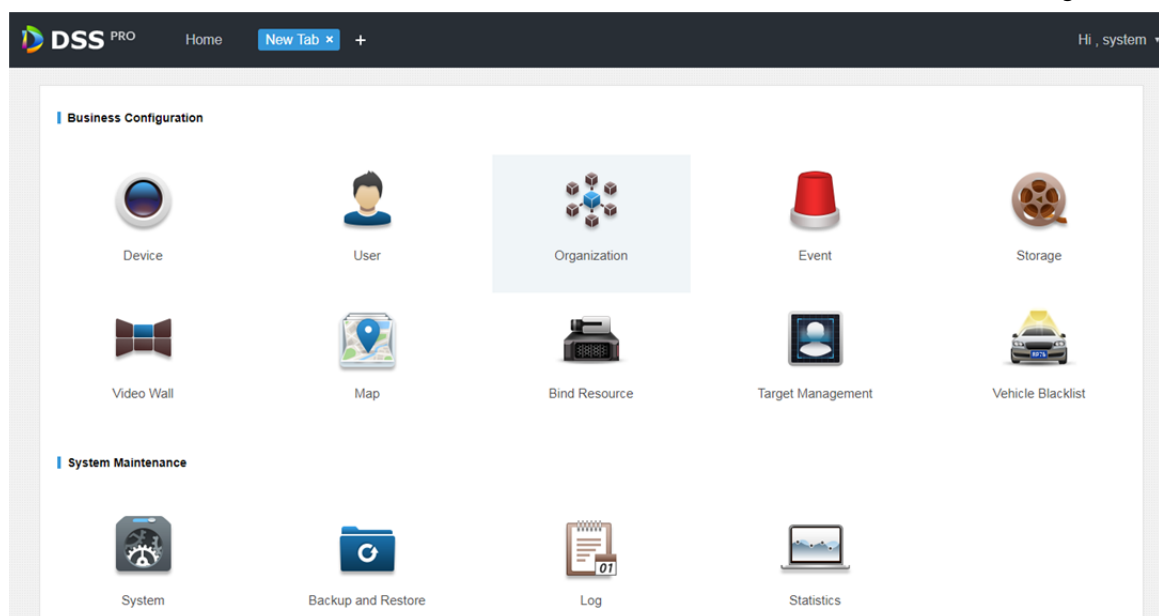 DSS PRO Home New Tab × + Hi , system
Business Configuration
Device User Organization Event Storage
Video Wall Map Bind Resource Target Management Vehicle Blacklist
System Maintenance
01
System Backup and Restore Log Statistics